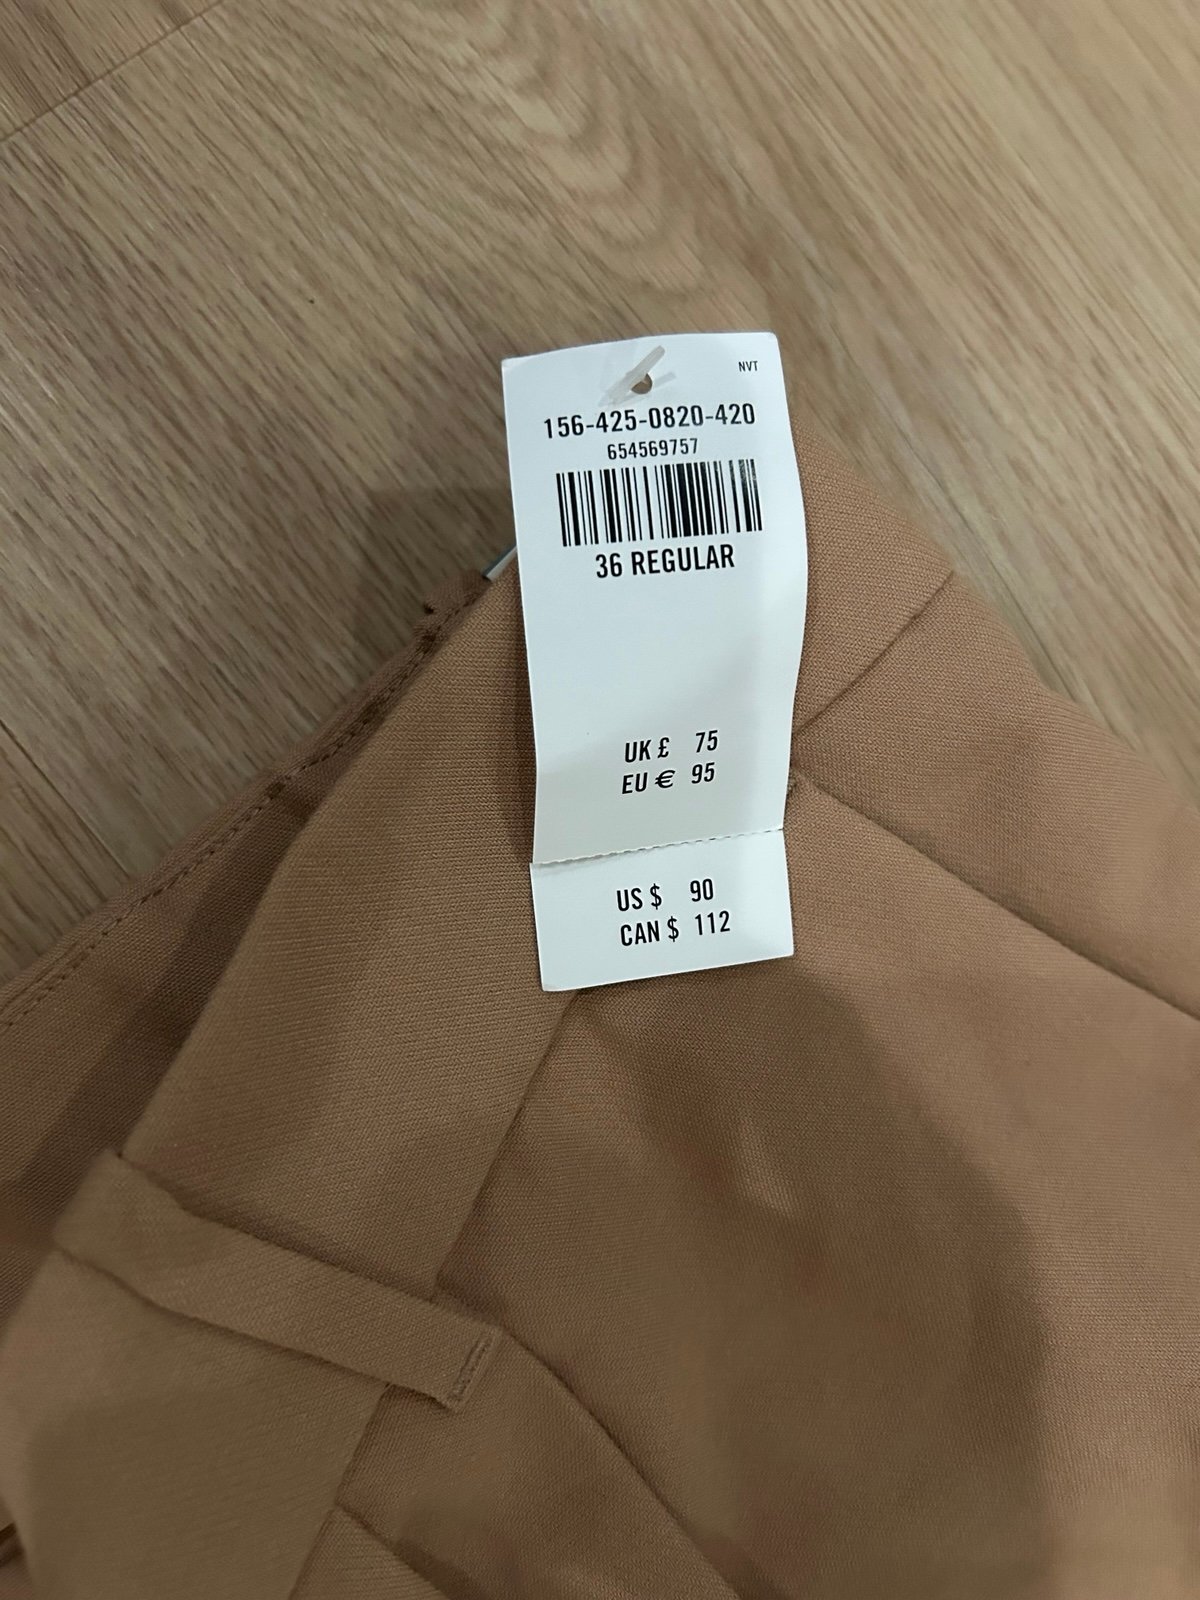 NVT
156-425-0820-420
654569757
36 REGULAR
UK £ 75
EU € 95
US $ 90
CAN $ 112